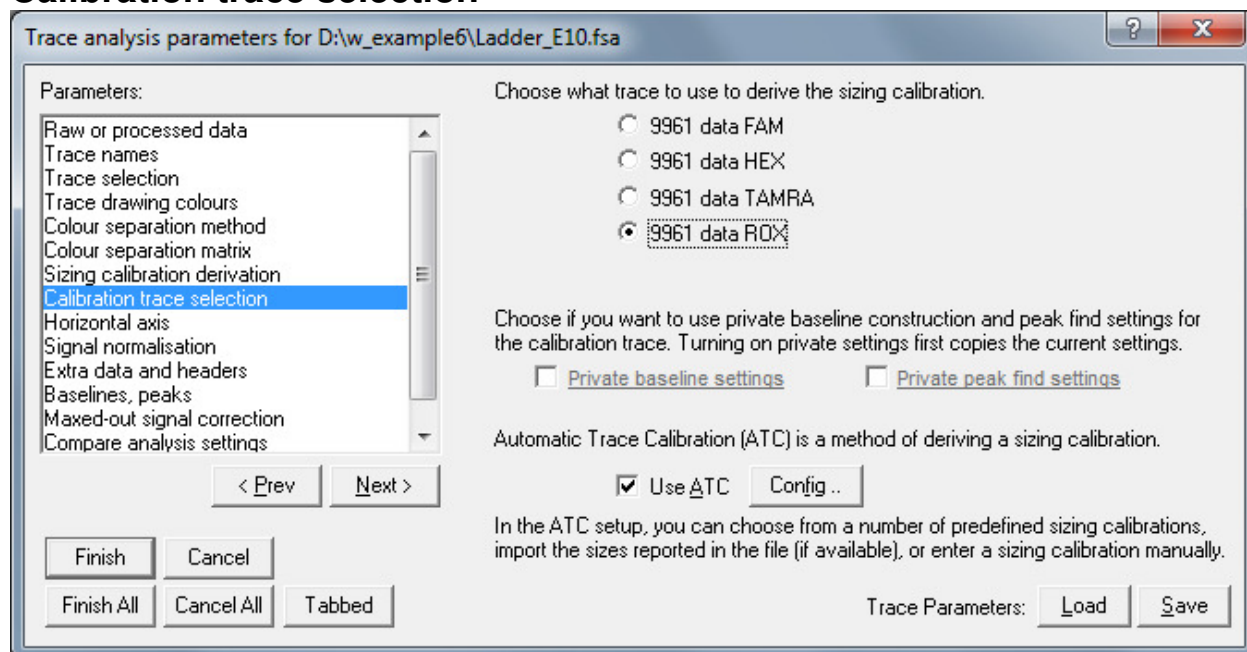 Calibration trace selection
Trace analysis parameters for D:\w_example6\Ladder_E10.fsa
Parameters:
Raw or processed data
Trace names
Trace selection
Trace drawing colours
Colour separation method
Colour separation matrix
Sizing calibration derivation
Calibration trace selection
Horizontal axis
Signal normalisation
Extra data and headers
Baselines, peaks
Maxed-out signal correction
Compare analysis settings
< Prev
Next >
Finish
Cancel
Finish All
Cancel All
Tabbed
Choose what trace to use to derive the sizing calibration.
9961 data FAM
9961 data HEX
9961 data TAMRA
9961 data ROX
Choose if you want to use private baseline construction and peak find settings for
the calibration trace. Turning on private settings first copies the current settings.
Private baseline settings
Private peak find settings
Automatic Trace Calibration (ATC) is a method of deriving a sizing calibration.
Use ATC
Config ..
In the ATC setup, you can choose from a number of predefined sizing calibrations,
import the sizes reported in the file (if available), or enter a sizing calibration manually.
Trace Parameters:
Load
Save